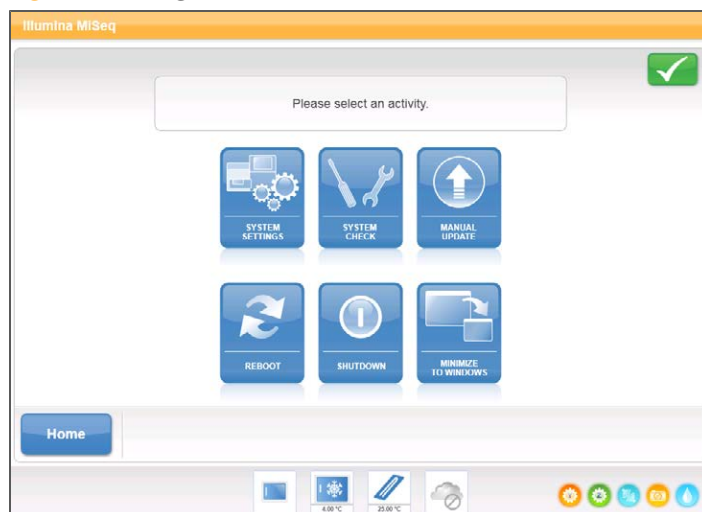 Illumina MiSeq
Please select an activity.
SYSTEM
SETTINGS
SYSTEM
CHECK
MANUAL
UPDATE
REBOOT
SHUTDOWN
MINIMIZE
TO WINDOWS
Home
4.00 °C
25.00 °C